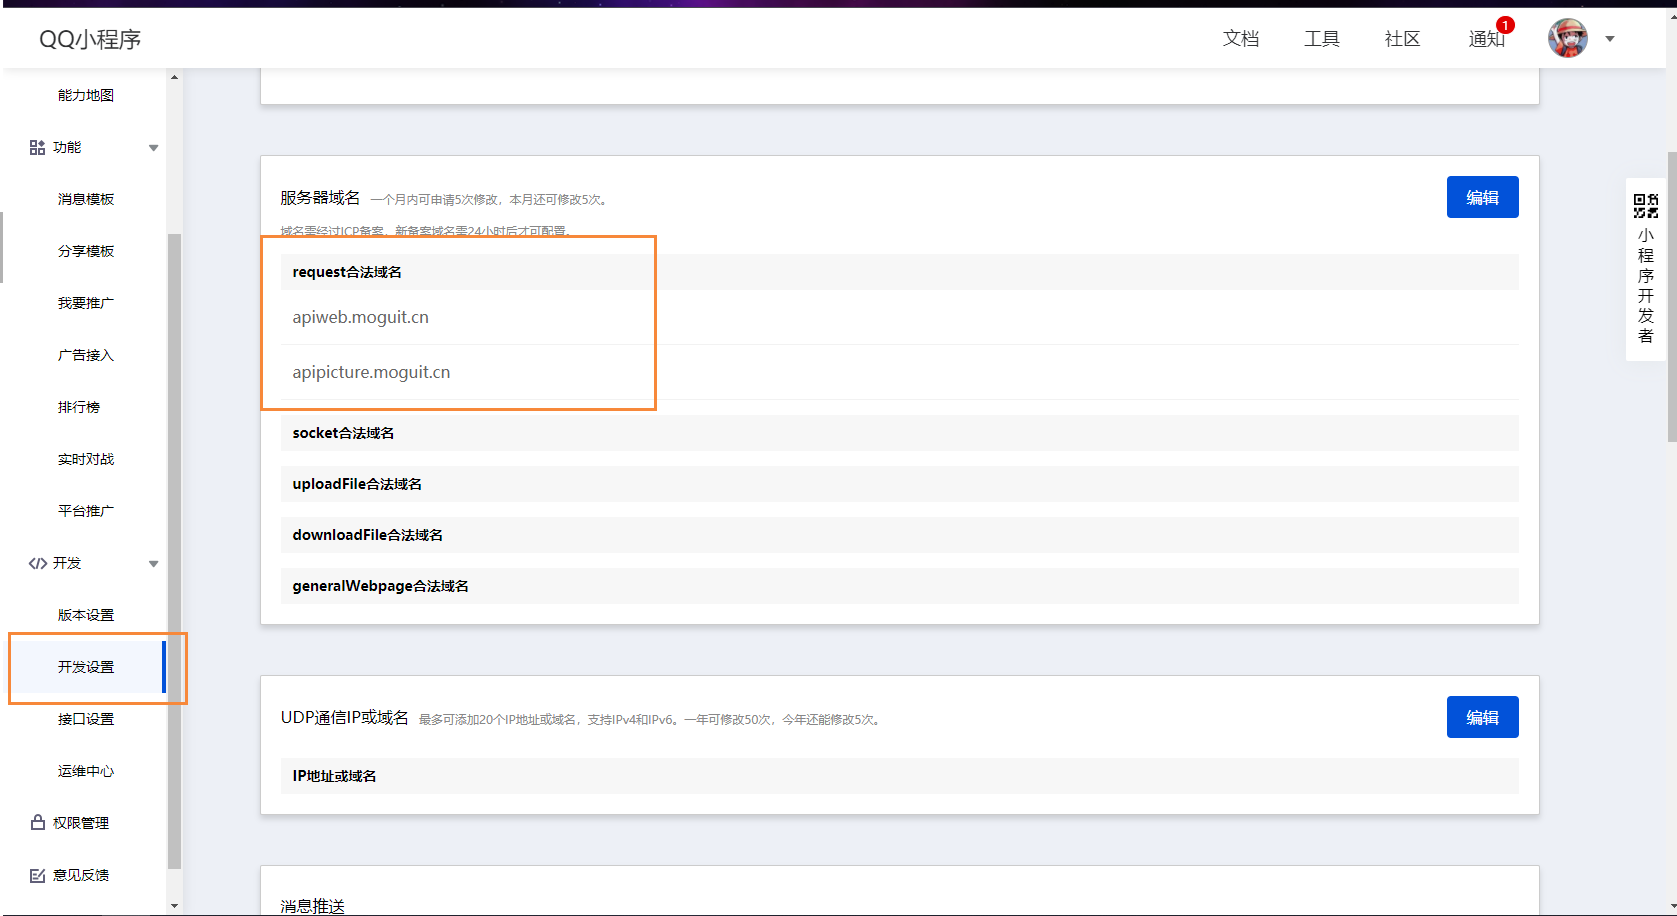 QQ小程序
文档
工具
社区
通知
1
能力地图
功能
消息模板
分享模板
我要推广
广告接入
排行榜
实时对战
平台推广
</> 开发
版本设置
开发设置
接口设置
运维中心
权限管理
意见反馈
服务器域名 一个月内可申请5次修改，本月还可修改5次。
编辑
域名需经过ICP备案，新备案域名需24小时后才可配置。
request合法域名
apiweb.moguit.cn
apipicture.moguit.cn
socket合法域名
uploadFile合法域名
downloadFile合法域名
generalWebpage合法域名
UDP通信IP或域名 最多可添加20个IP地址或域名，支持IPv4和IPv6。一年可修改50次，今年还能修改5次。
编辑
IP地址或域名
消息推送
小程序开发者